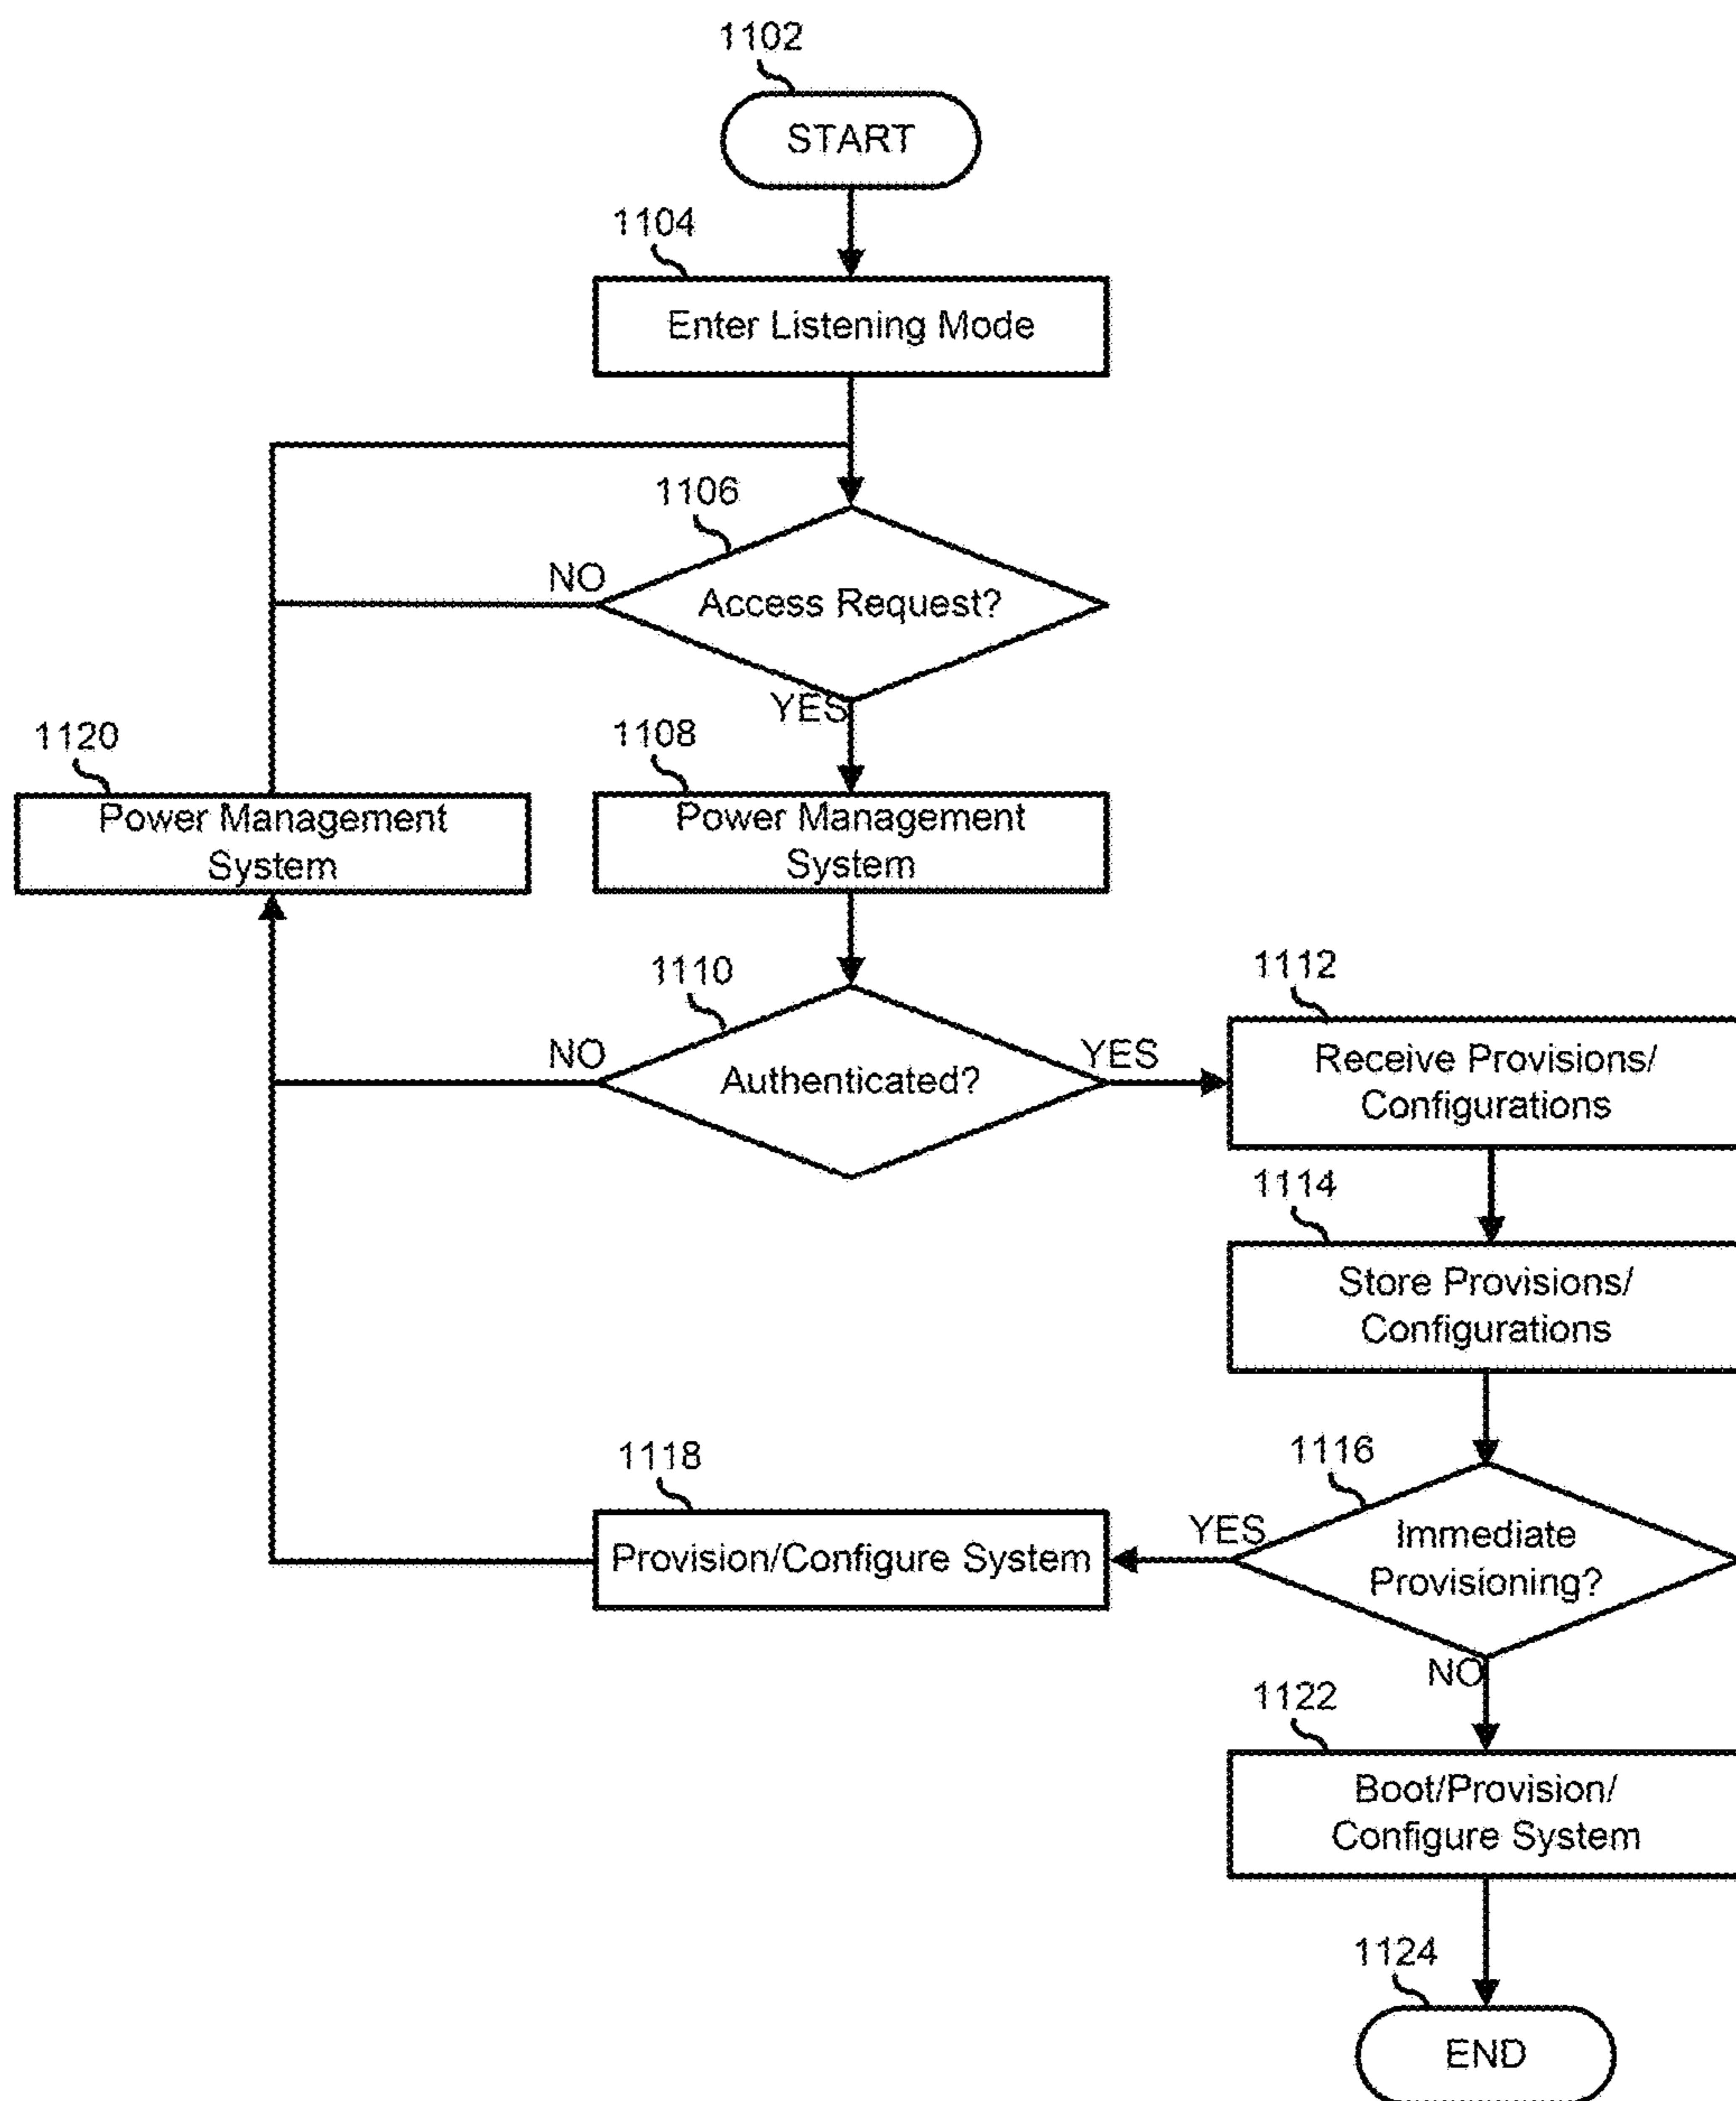 1102
START
1104
Enter Listening Mode
1106
NO
Access Request?
YES
1120
Power Management
System
1108
Power Management
System
1110
NO
Authenticated?
YES
1112
Receive Provisions/
Configurations
1114
Store Provisions/
Configurations
1116
YES
Immediate
Provisioning?
NO
1118
Provision/Configure System
1122
Boot/Provision/
Configure System
1124
END